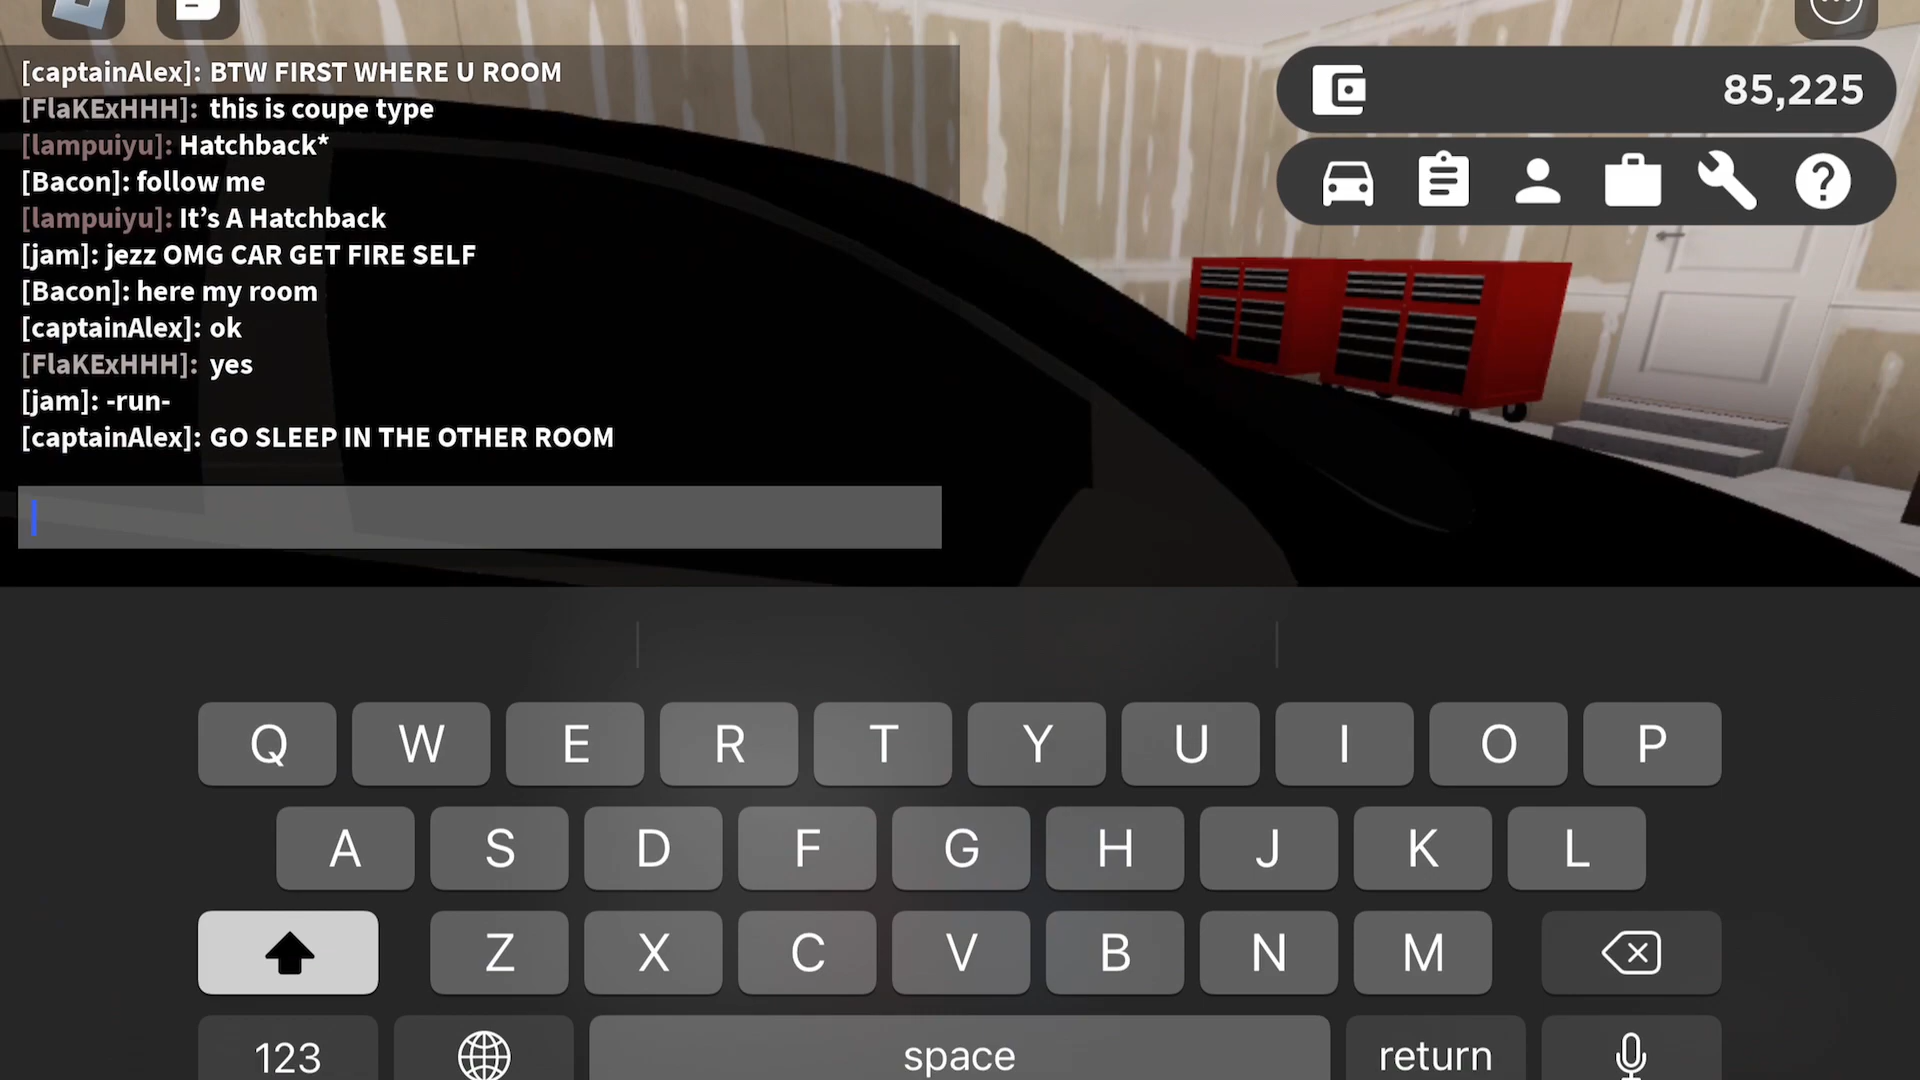 [captainAlex]: BTW FIRST WHERE U ROOM
[FlaKExHHH]: this is coupe type
[lampuiyu]: Hatchback*
[Bacon]: follow me
[lampuiyu]: It’s A Hatchback
[jam]: jezz OMG CAR GET FIRE SELF
[Bacon]: here my room
[captainAlex]: ok
[FlaKExHHH]: yes
[jam]: -run-
[captainAlex]: GO SLEEP IN THE OTHER ROOM
85,225
Q W E R T Y U I O P
A S D F G H J K L
Z X C V B N M
123 space return